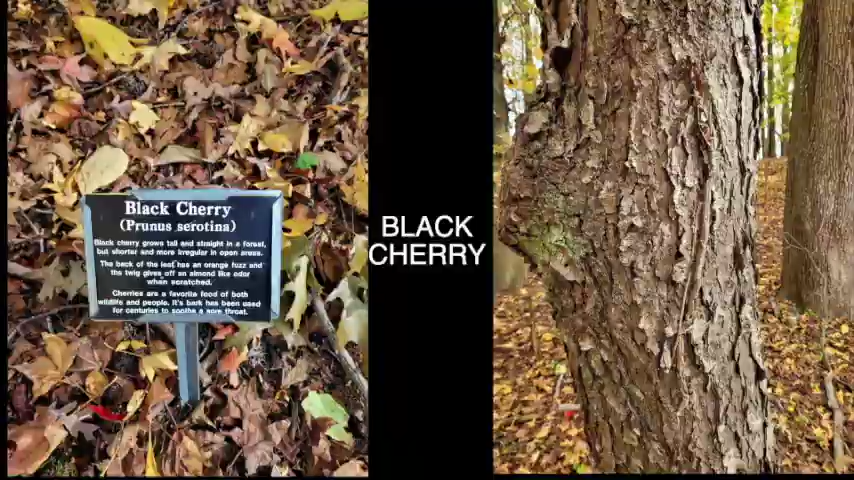 Black Cherry
(Prunus serotina)
Black cherry grows tall and straight in a forest,
but shorter and more irregular in open areas.
The back of the leaf has an orange fuzz and
the twig gives off an almond like odor
when scratched.
Cherries are a favorite food of both
wildlife and people. It's bark has been used
for centuries to soothe a sore throat.
BLACK
CHERRY